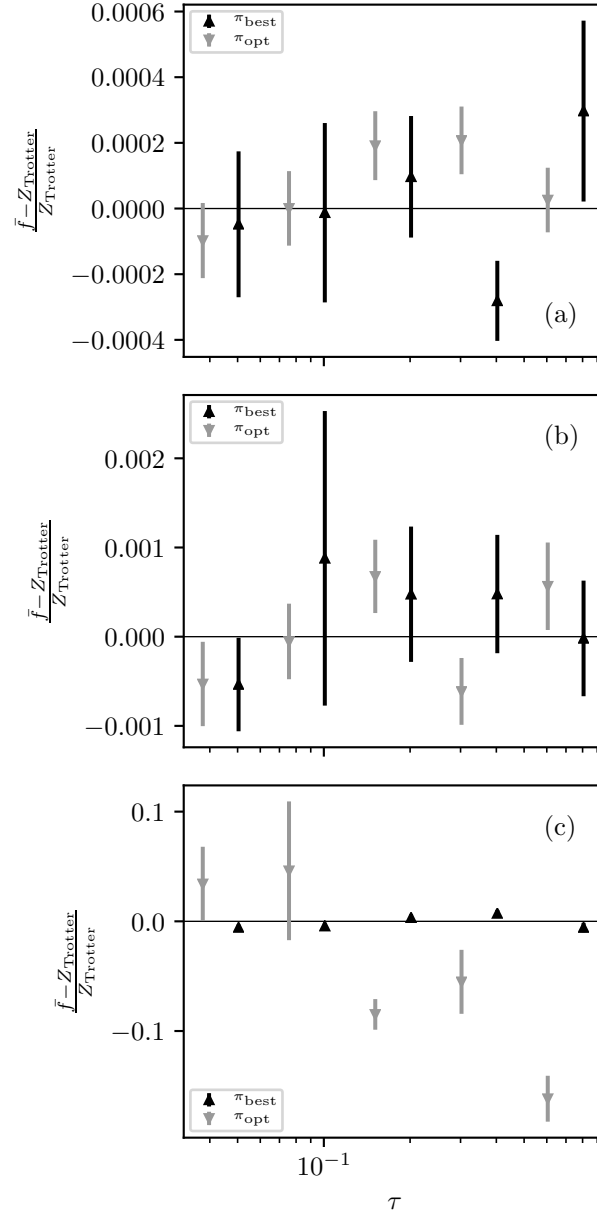 0.0006
0.0004
0.0002
0.0000
−0.0002
−0.0004
f̄−Z_Trotter / Z_Trotter
π_best
π_opt
(a)
0.002
0.001
0.000
−0.001
f̄−Z_Trotter / Z_Trotter
π_best
π_opt
(b)
0.1
0.0
−0.1
f̄−Z_Trotter / Z_Trotter
π_best
π_opt
(c)
10⁻¹
τ